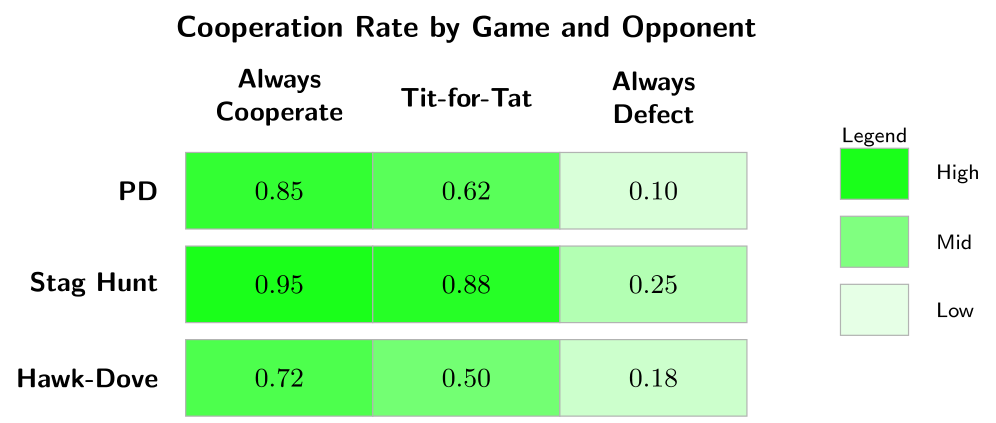 Cooperation Rate by Game and Opponent
Always
Cooperate
Tit-for-Tat
Always
Defect
Legend
PD 0.85 0.62 0.10 High
Stag Hunt 0.95 0.88 0.25 Mid
Low
Hawk-Dove 0.72 0.50 0.18